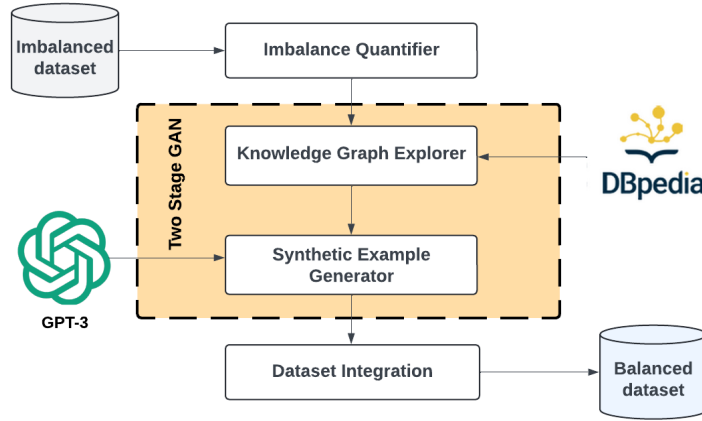 Imbalanced
dataset
Imbalance Quantifier
Two Stage GAN
Knowledge Graph Explorer
DBpedia
Synthetic Example
Generator
GPT-3
Dataset Integration
Balanced
dataset